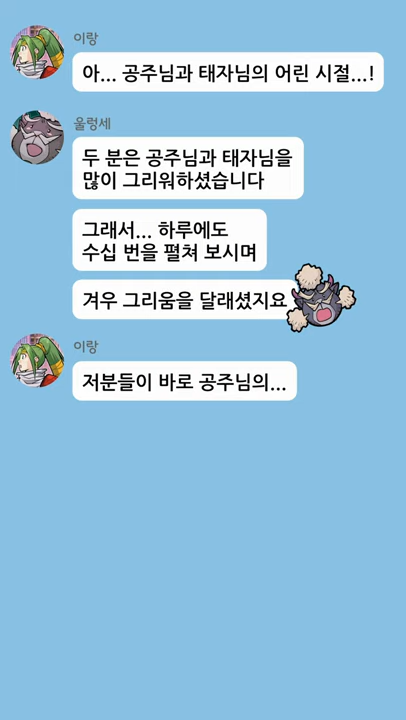 이랑
아... 공주님과 태자님의 어린 시절...!
울렁세
두 분은 공주님과 태자님을
많이 그리워하셨습니다
그래서... 하루에도
수십 번을 펼쳐 보시며
겨우 그리움을 달래셨지요
이랑
저분들이 바로 공주님의...